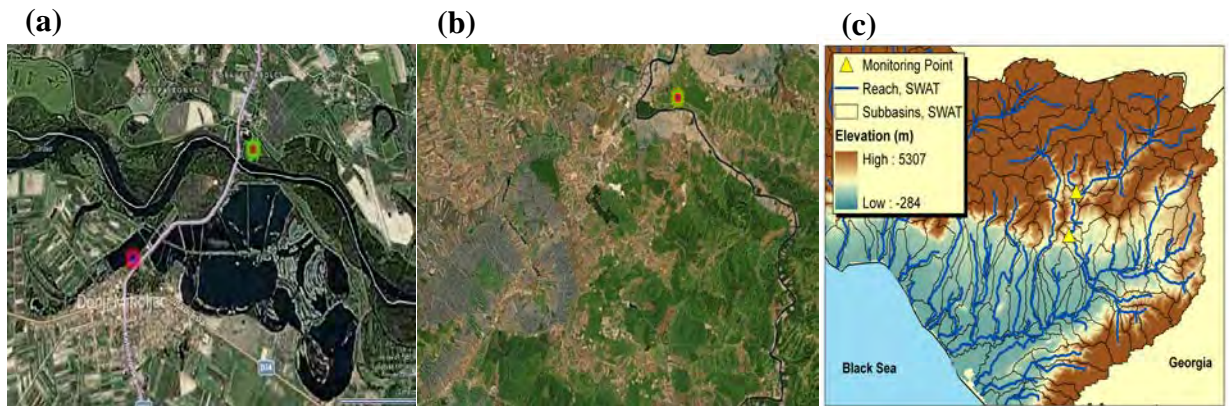 (a)
(b)
(c)
Monitoring Point
Reach, SWAT
Subbasins, SWAT
Elevation (m)
High : 5307
Low : -284
Black Sea
Georgia